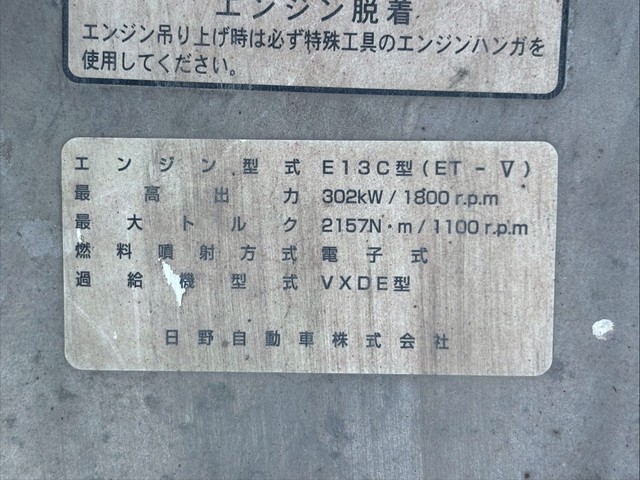 エンジン脱着
エンジン吊り上げ時は必ず特殊工具のエンジンハンガを
使用してください。
エンジン型式 E13C型(ET-Ⅴ)
最高出力 302kW/1800r.p.m
最大トルク 2157N・m/1100r.p.m
燃料噴射方式 電子式
過給機型式 VXDE型
日野自動車株式会社